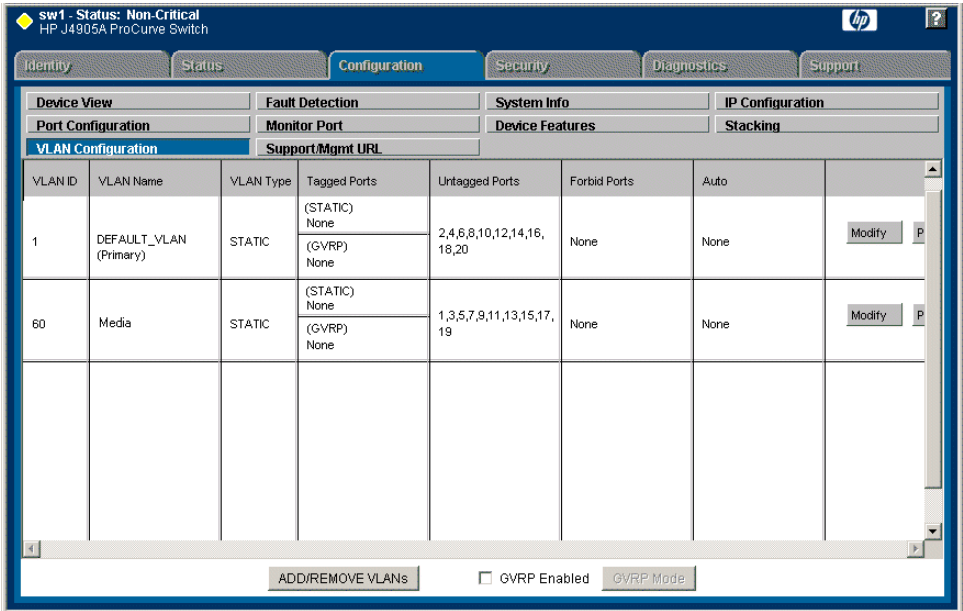 sw1 - Status: Non-Critical
HP J4905A ProCurve Switch
hp
?
Identity
Status
Configuration
Security
Diagnostics
Support
Device View
Fault Detection
System Info
IP Configuration
Port Configuration
Monitor Port
Device Features
Stacking
VLAN Configuration
Support/Mgmt URL
VLAN ID
VLAN Name
VLAN Type
Tagged Ports
Untagged Ports
Forbid Ports
Auto
1
DEFAULT_VLAN
(Primary)
STATIC
(STATIC)
None
(GVRP)
None
2,4,6,8,10,12,14,16,
18,20
None
None
Modify
P
60
Media
STATIC
(STATIC)
None
(GVRP)
None
1,3,5,7,9,11,13,15,17,
19
None
None
Modify
P
ADD/REMOVE VLANs
GVRP Enabled
GVRP Mode